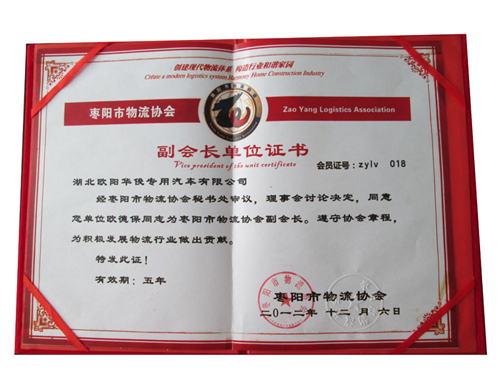 创建现代物流体系 构造行业和谐家园
Crfate a modern logistics system Harmony Home Construction Industry
枣阳市物流协会
Zao Yang Logistics Association
副会长单位证书
Vice president of the unit certificate
会员证号：zylv 018
湖北欧阳华俊专用汽车有限公司
经枣阳市物流协会秘书处审议，理事会讨论决定，同意
您单位欧德保同志为枣阳市物流协会副会长。遵守协会章程，
为积极发展物流行业做出贡献。
特发此证！
有效期：五年
枣阳市物流协会
二〇一二年 十二 月 六日